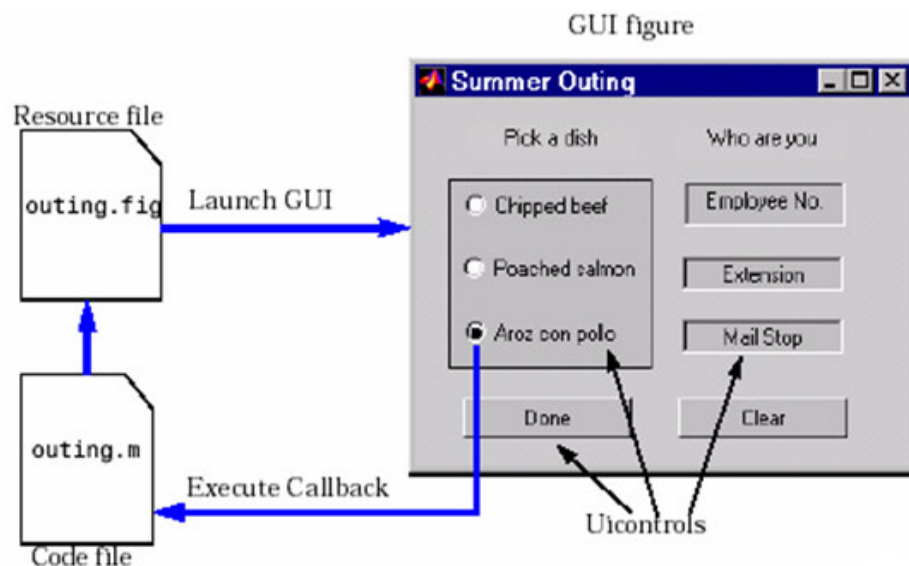 GUI figure
Summer Outing
Resource file
outing.fig
Launch GUI
Pick a dish
Who are you
Chipped beef
Poached salmon
Aroz con polo
Employee No.
Extension
Mail Stop
Done
Clear
outing.m
Execute Callback
Uicontrols
Code file